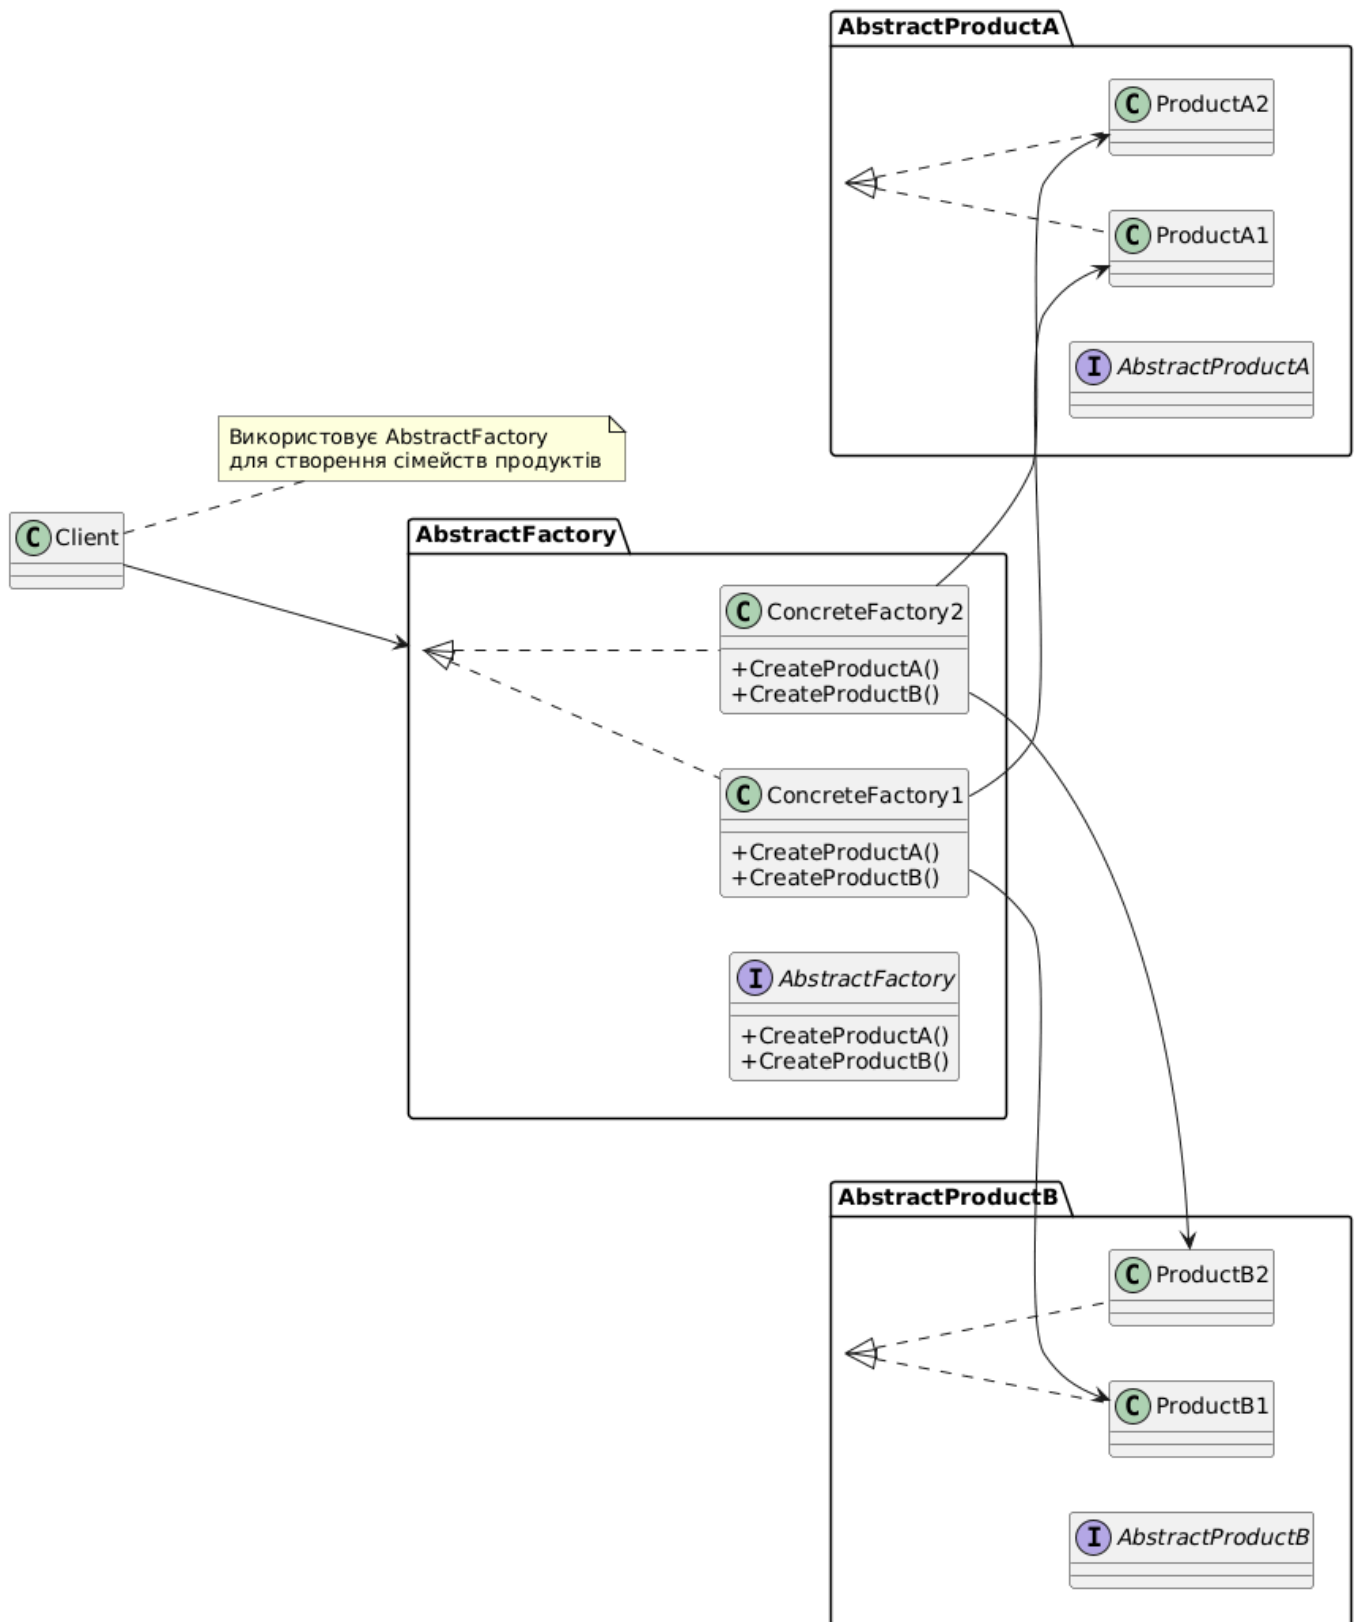 AbstractProductA
C ProductA2
C ProductA1
I AbstractProductA
Використовує AbstractFactory
для створення сімейств продуктів
C Client
AbstractFactory
C ConcreteFactory2
+CreateProductA()
+CreateProductB()
C ConcreteFactory1
+CreateProductA()
+CreateProductB()
I AbstractFactory
+CreateProductA()
+CreateProductB()
AbstractProductB
C ProductB2
C ProductB1
I AbstractProductB